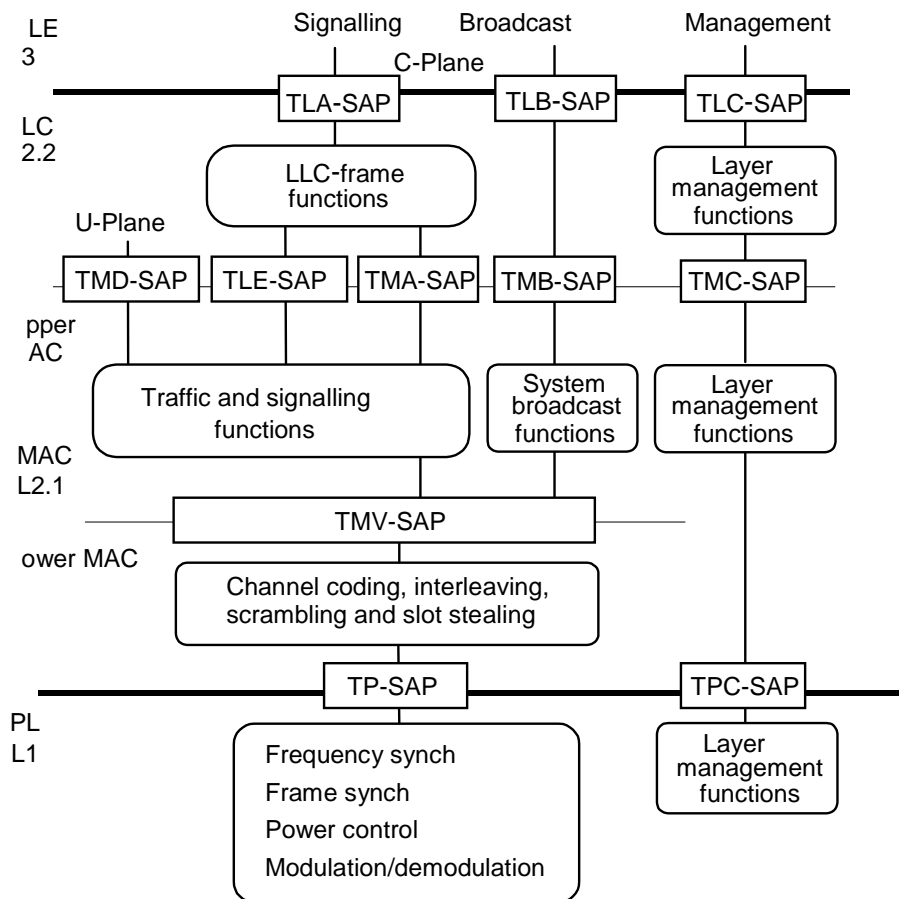 LE
3
Signalling
Broadcast
Management
C-Plane
TLA-SAP
TLB-SAP
TLC-SAP
LC
2.2
LLC-frame
functions
Layer
management
functions
U-Plane
TMD-SAP
TLE-SAP
TMA-SAP
TMB-SAP
TMC-SAP
pper
AC
Traffic and signalling
functions
System
broadcast
functions
Layer
management
functions
MAC
L2.1
TMV-SAP
ower MAC
Channel coding, interleaving,
scrambling and slot stealing
TP-SAP
TPC-SAP
PL
L1
Frequency synch
Frame synch
Power control
Modulation/demodulation
Layer
management
functions